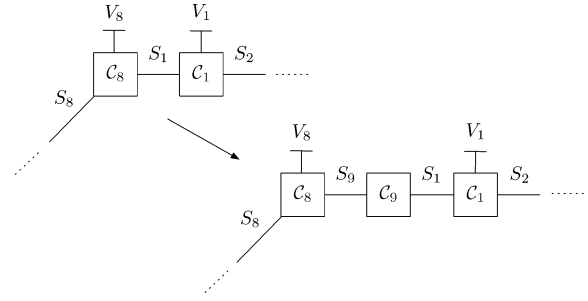 V₈ V₁
S₁ S₂
𝒞₈ 𝒞₁
S₈
V₈ V₁
S₉ S₁ S₂
𝒞₈ 𝒞₉ 𝒞₁
S₈